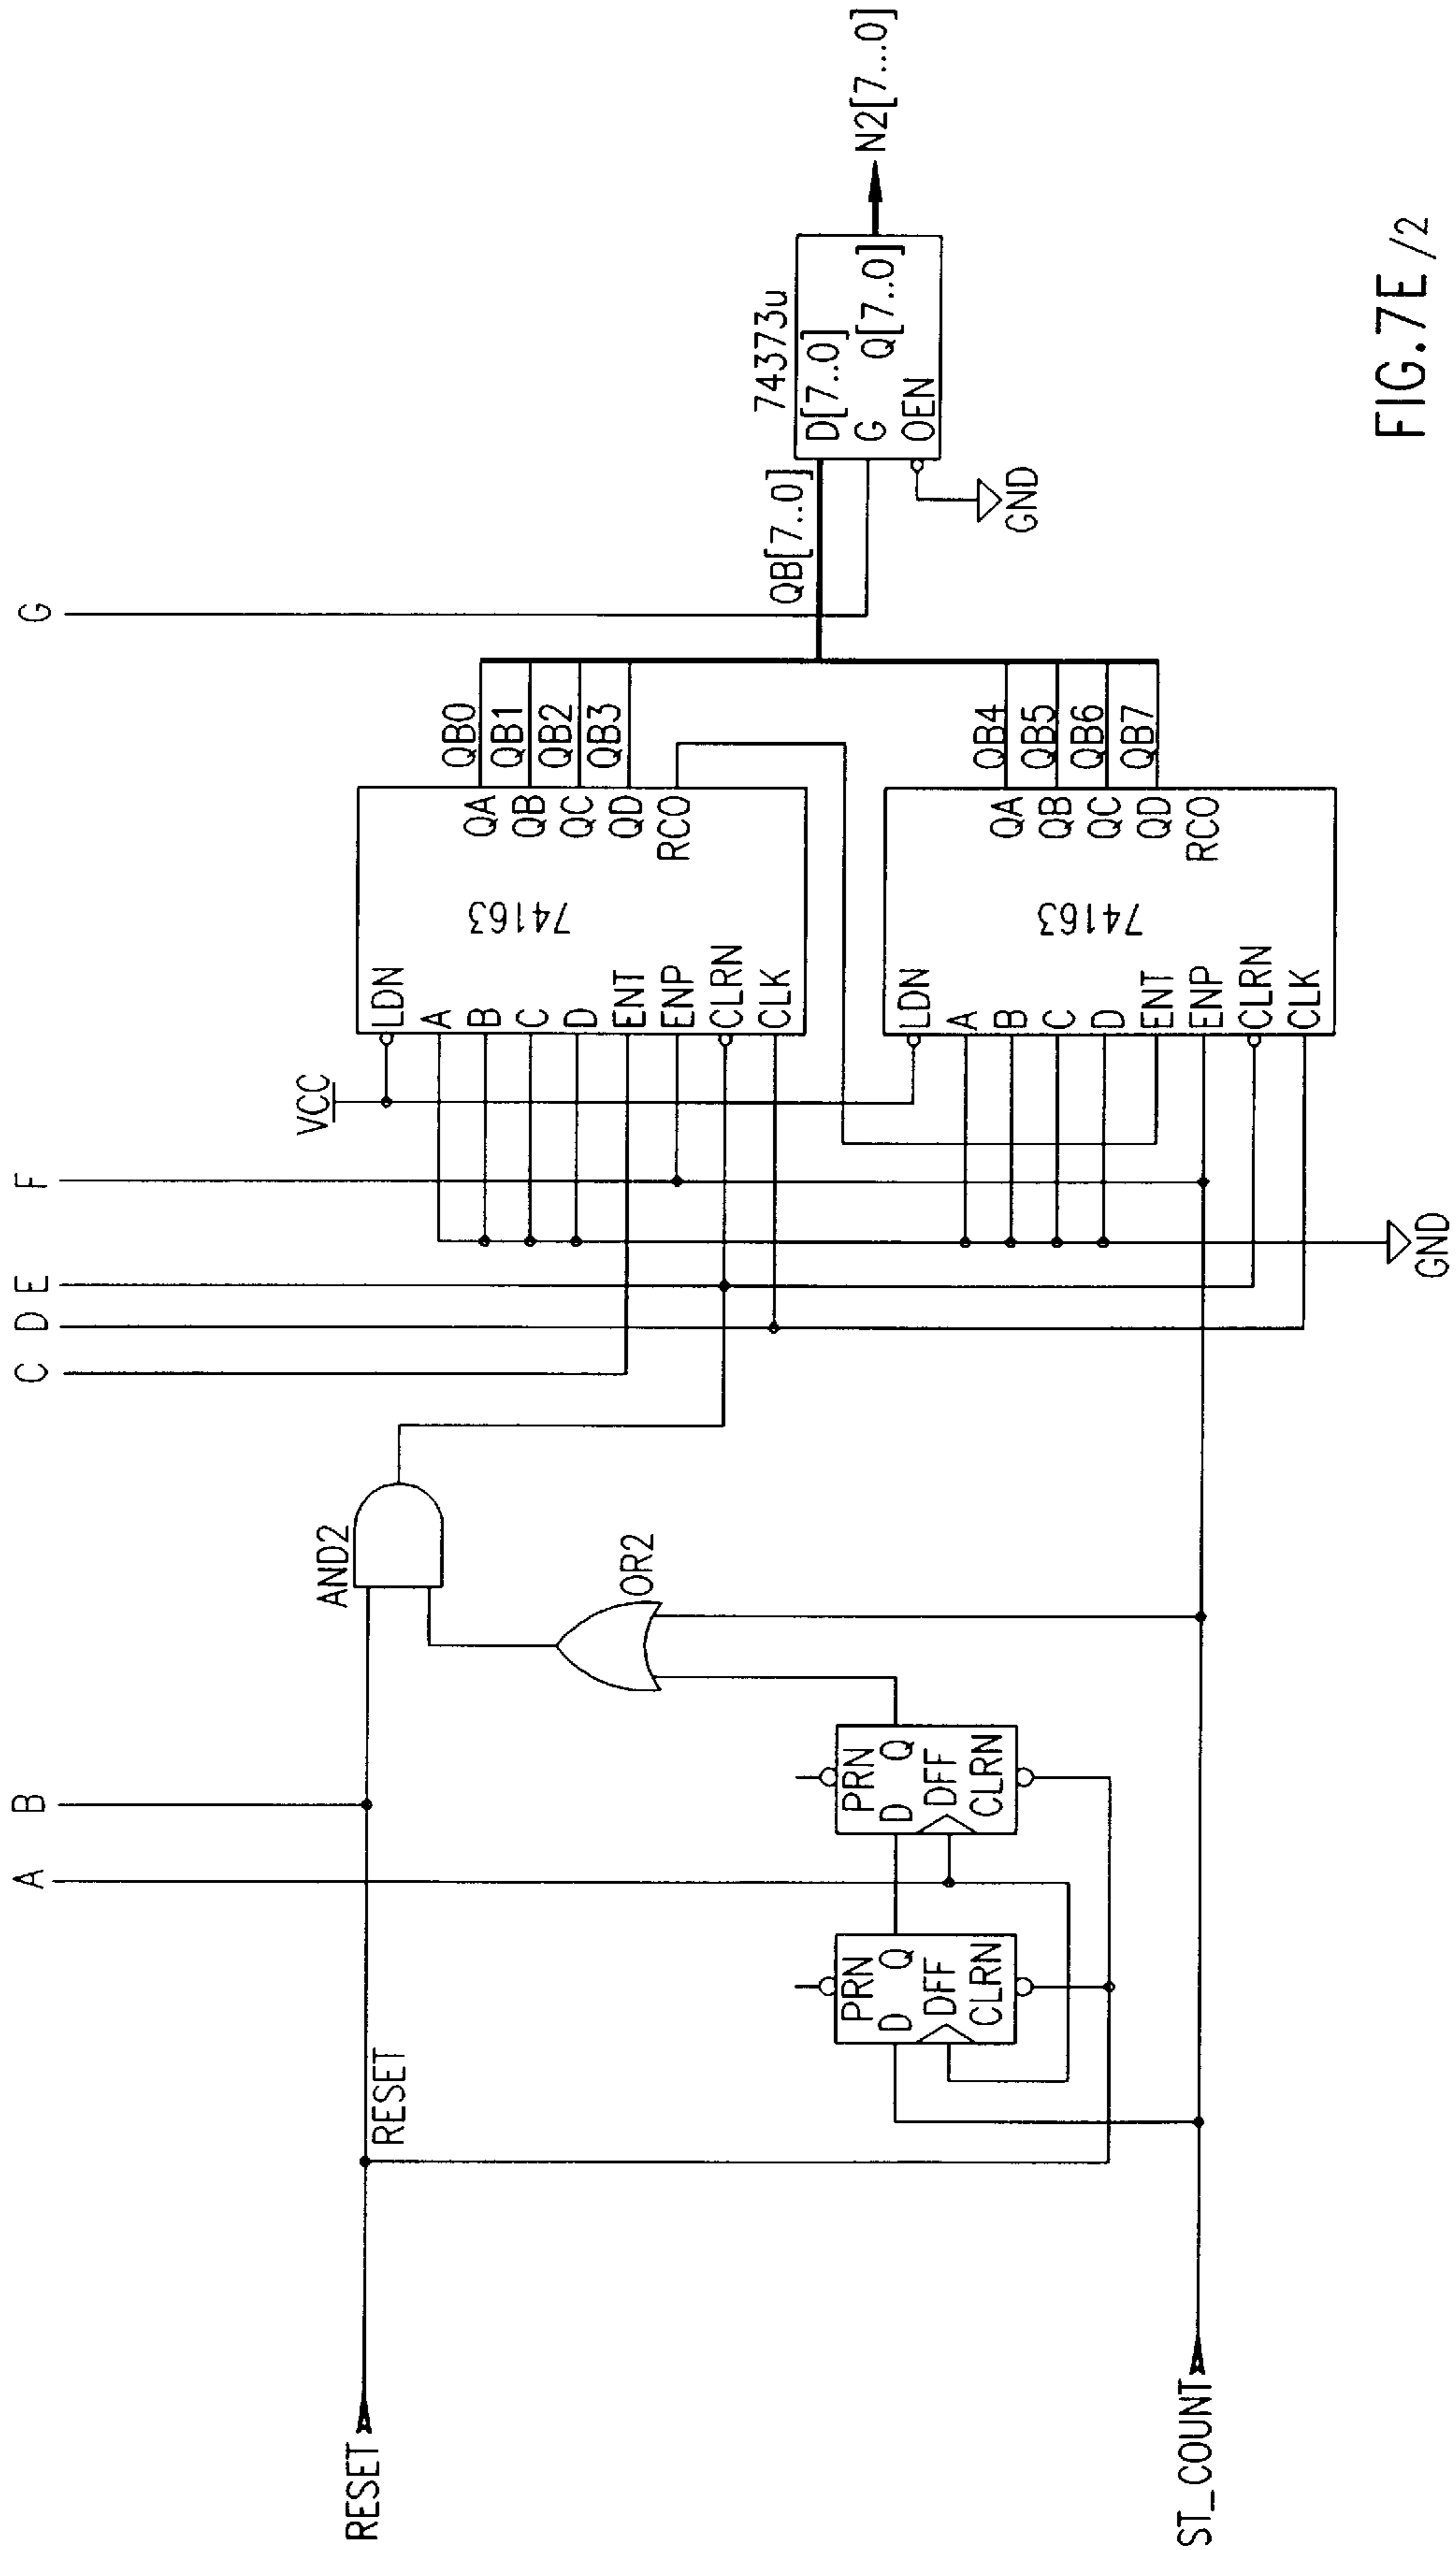 A
B
C
D
E
F
G
RESET
RESET
AND2
OR2
PRN
D Q
DFF
CLRN
PRN
D Q
DFF
CLRN
ST_COUNT
VCC
LDN
A
B
C
D
ENT
ENP
CLRN
CLK
74163
QA
QB
QC
QD
RCO
QB0
QB1
QB2
QB3
LDN
A
B
C
D
ENT
ENP
CLRN
CLK
74163
QA
QB
QC
QD
RCO
QB4
QB5
QB6
QB7
GND
QB[7..0]
74373u
D[7..0]
G Q[7..0]
OEN
GND
N2[7...0]
FIG.7E/2